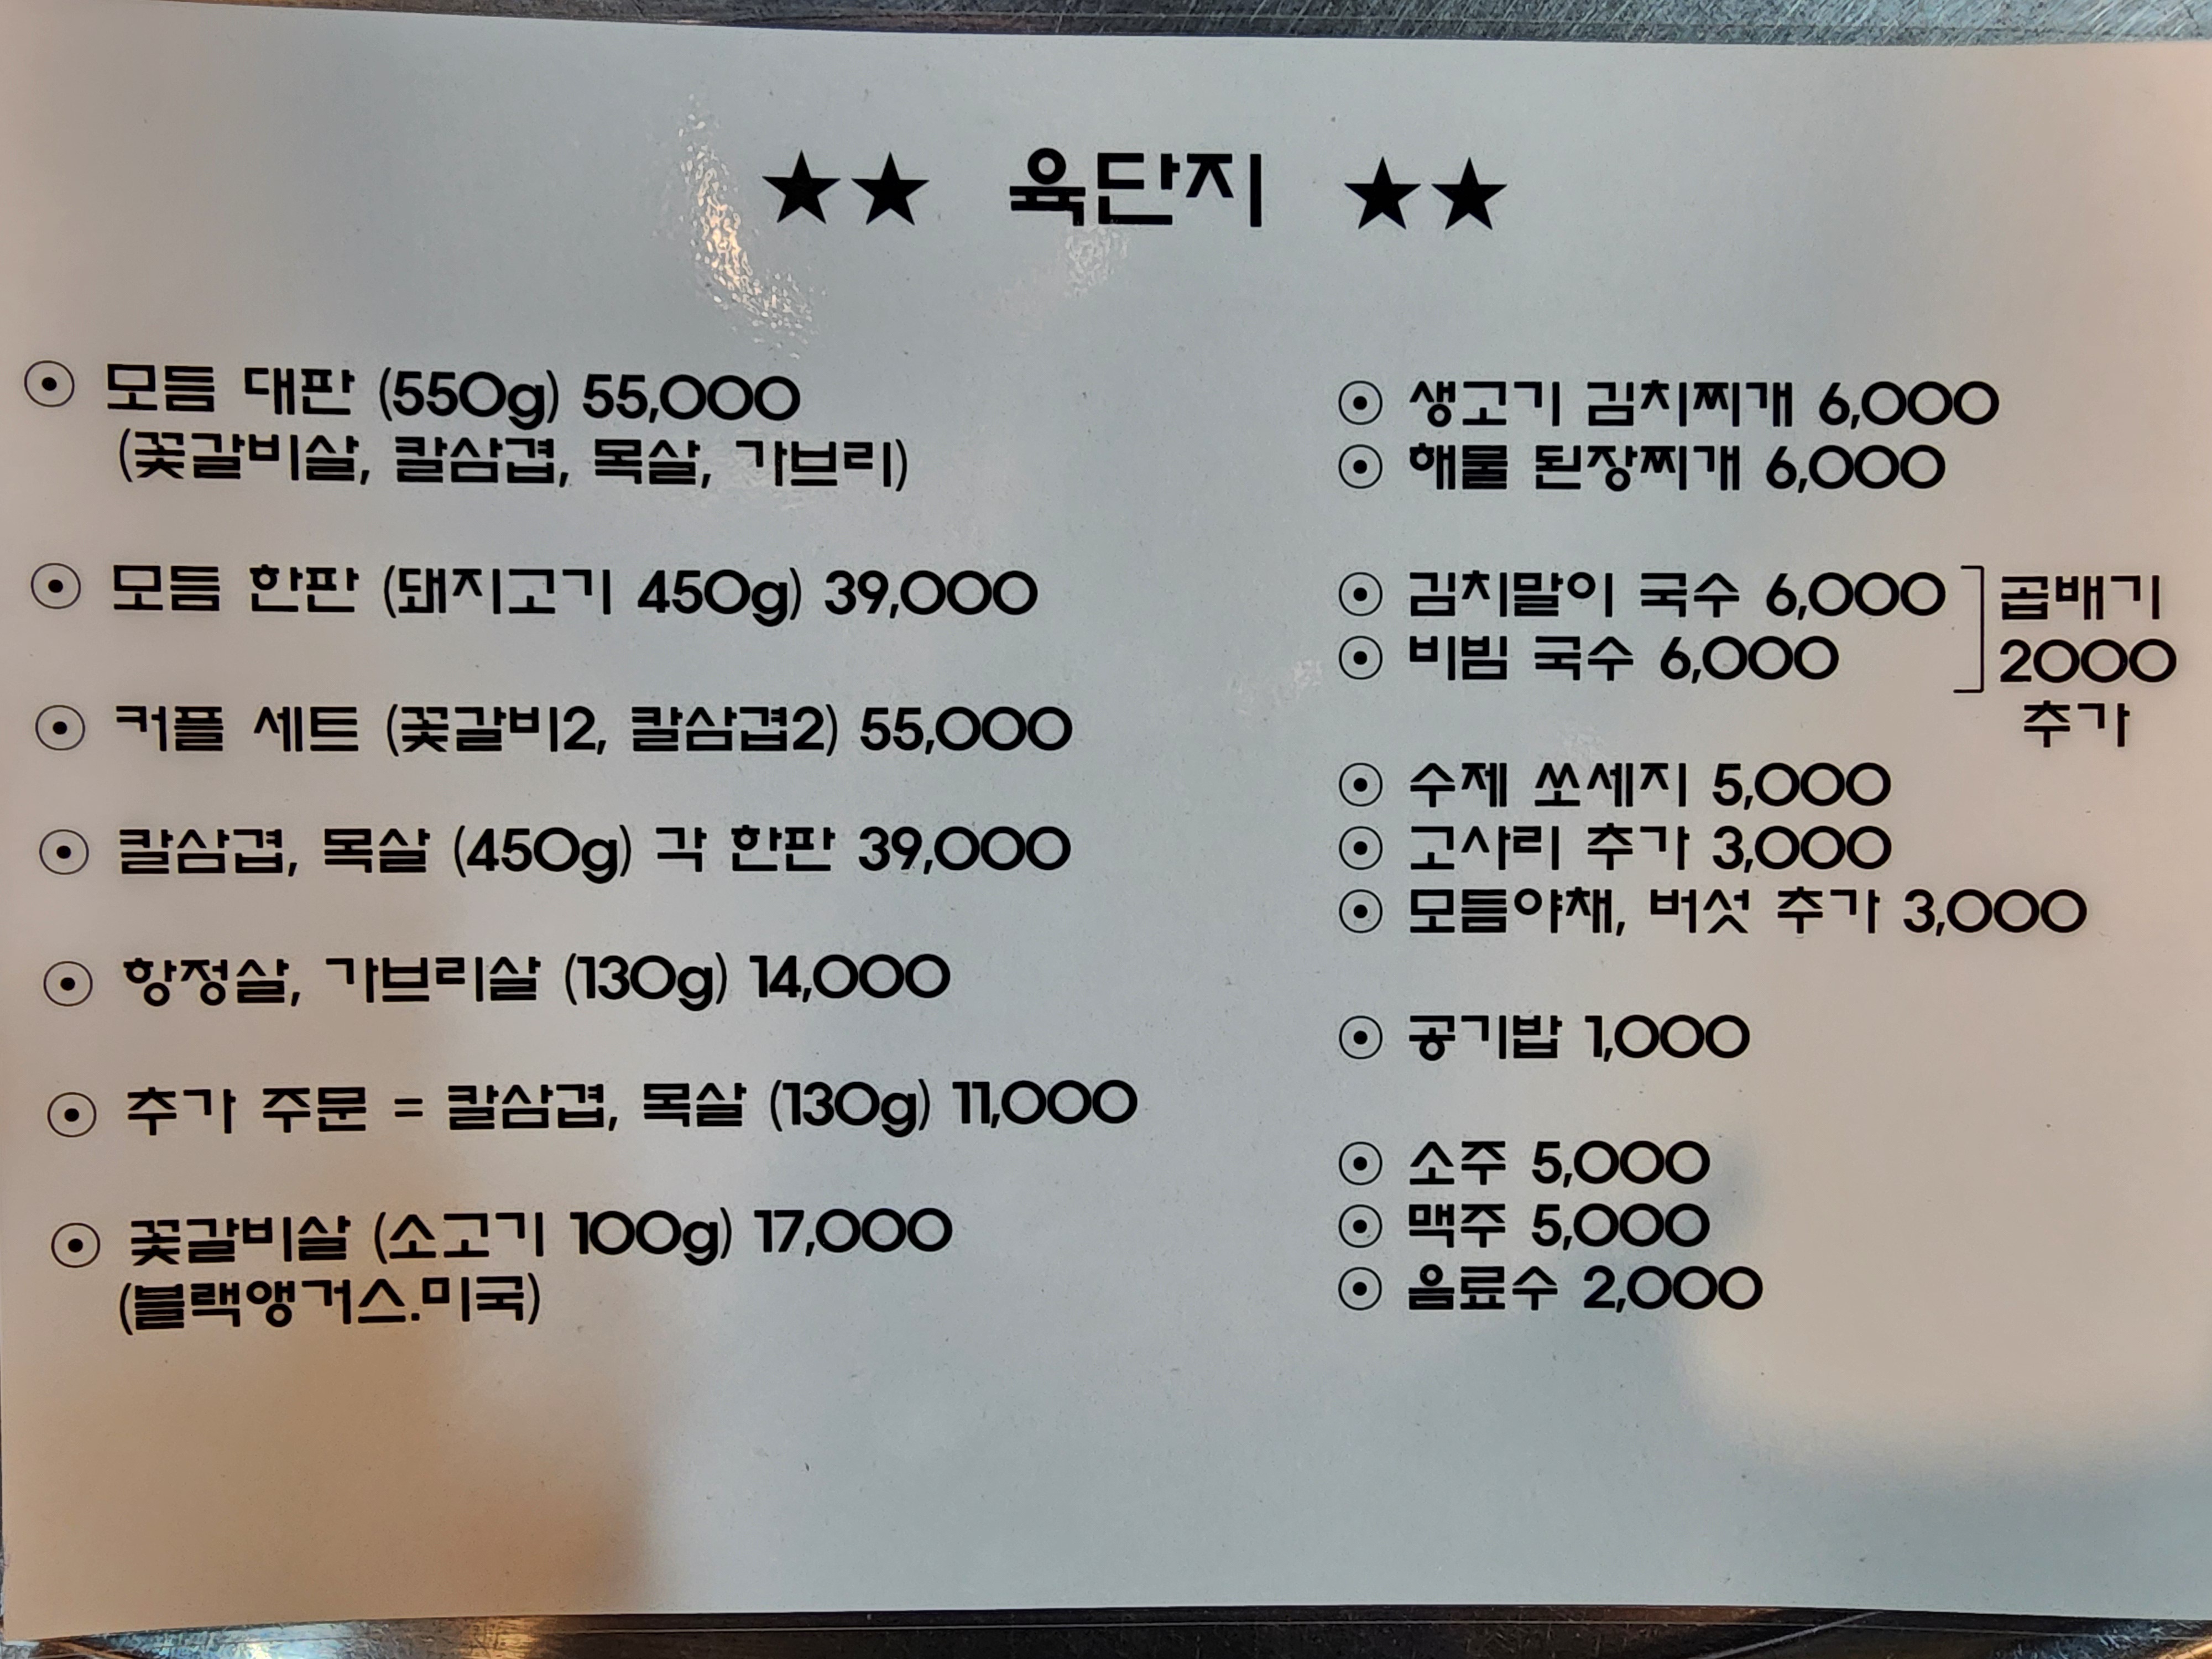 ★★ 육단지 ★★
⊙ 모듬 대판 (550g) 55,000
(꽃갈비살, 칼삼겹, 목살, 가브리)
⊙ 모듬 한판 (돼지고기 450g) 39,000
⊙ 커플 세트 (꽃갈비2, 칼삼겹2) 55,000
⊙ 칼삼겹, 목살 (450g) 각 한판 39,000
⊙ 항정살, 가브리살 (130g) 14,000
⊙ 추가 주문 = 칼삼겹, 목살 (130g) 11,000
⊙ 꽃갈비살 (소고기 100g) 17,000
(블랙앵거스.미국)
⊙ 생고기 김치찌개 6,000
⊙ 해물 된장찌개 6,000
⊙ 김치말이 국수 6,000
⊙ 비빔 국수 6,000
곱배기
2000
추가
⊙ 수제 쏘세지 5,000
⊙ 고사리 추가 3,000
⊙ 모듬야채, 버섯 추가 3,000
⊙ 공기밥 1,000
⊙ 소주 5,000
⊙ 맥주 5,000
⊙ 음료수 2,000